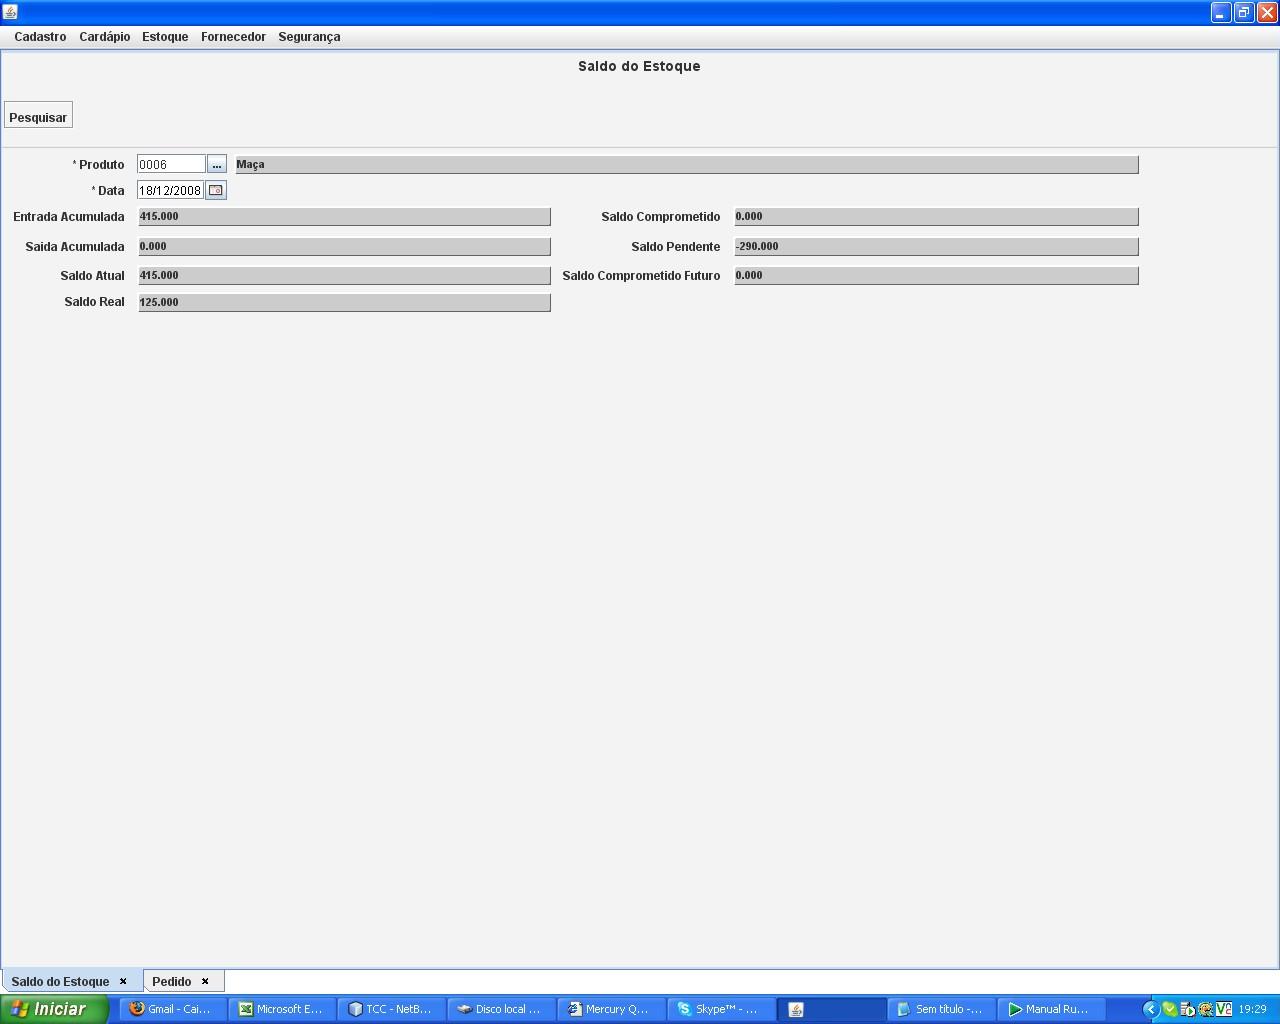 Cadastro Cardápio Estoque Fornecedor Segurança
Saldo do Estoque
Pesquisar
* Produto 0006 ... Maça
* Data 18/12/2008
Entrada Acumulada 415.000 Saldo Comprometido 0.000
Saida Acumulada 0.000 Saldo Pendente -290.000
Saldo Atual 415.000 Saldo Comprometido Futuro 0.000
Saldo Real 125.000
Saldo do Estoque × Pedido ×
Iniciar Gmail - Cai... Microsoft E... TCC - NetB... Disco local ... Mercury Q... Skype™ - ... Sem título -... Manual Ru... 19:29